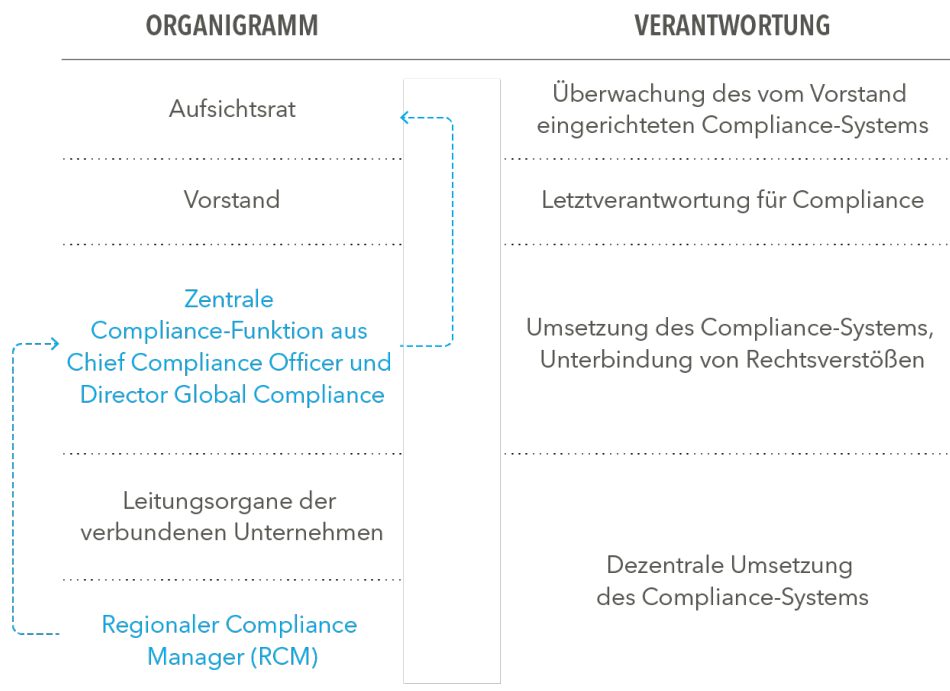 ORGANIGRAMM
VERANTWORTUNG
Aufsichtsrat
Überwachung des vom Vorstand
eingerichteten Compliance-Systems
Vorstand
Letztverantwortung für Compliance
Zentrale
Compliance-Funktion aus
Chief Compliance Officer und
Director Global Compliance
Umsetzung des Compliance-Systems,
Unterbindung von Rechtsverstößen
Leitungsorgane der
verbundenen Unternehmen
Regionaler Compliance
Manager (RCM)
Dezentrale Umsetzung
des Compliance-Systems